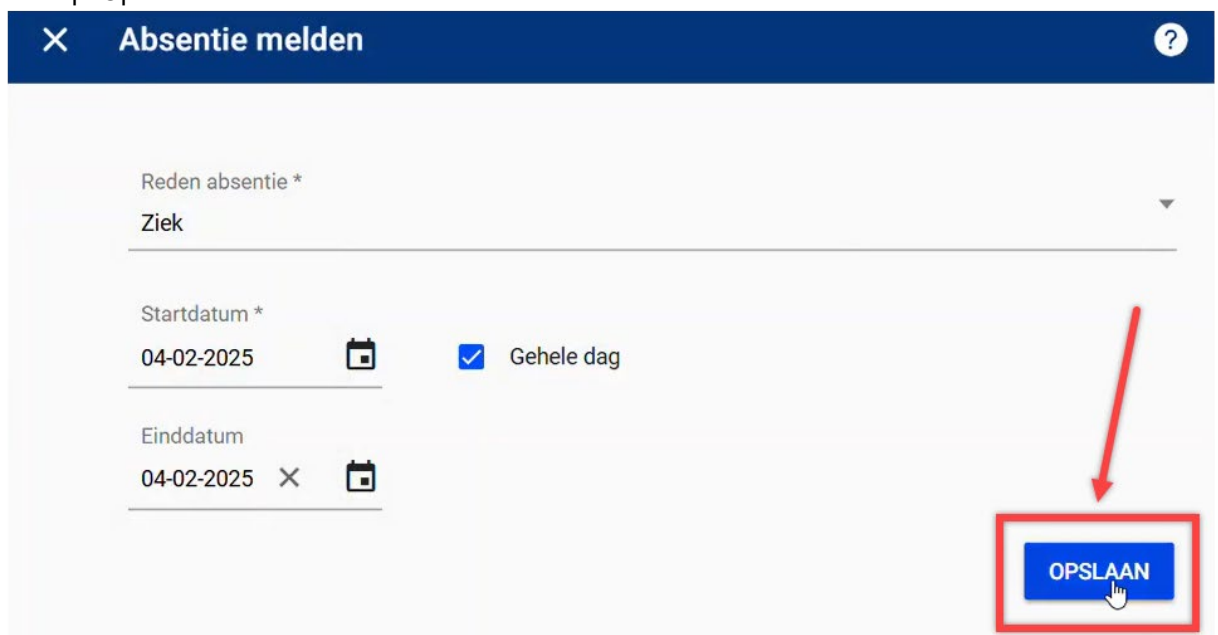 Absentie melden
?
Reden absentie *
Ziek
Startdatum *
04-02-2025
Gehele dag
Einddatum
04-02-2025
OPSLAAN